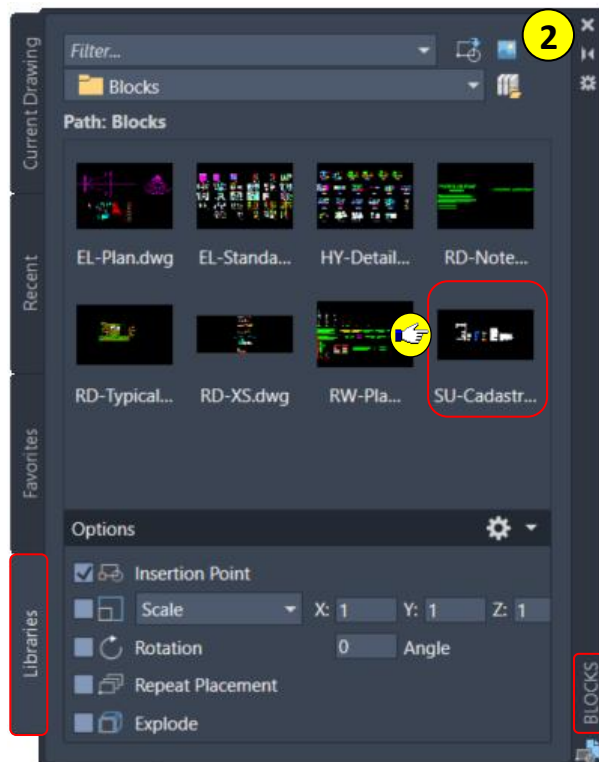 2
Current Drawing
Recent
Favorites
Libraries
Filter...
Blocks
Path: Blocks
EL-Plan.dwg EL-Standa... HY-Detail... RD-Note...
RD-Typical... RD-XS.dwg RW-Pla... SU-Cadastr...
Options
Insertion Point
Scale X: 1 Y: 1 Z: 1
Rotation 0 Angle
Repeat Placement
Explode
BLOCKS